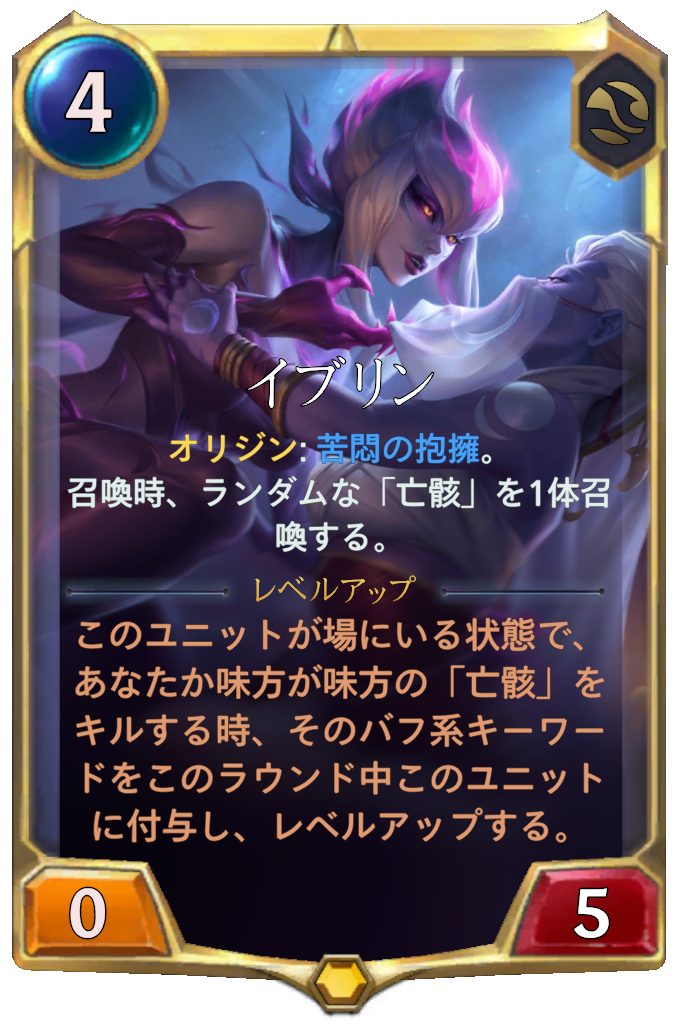 4
イブリン
オリジン: 苦悶の抱擁。
召喚時、ランダムな「亡骸」を1体召
喚する。
レベルアップ
このユニットが場にいる状態で、
あなたか味方が味方の「亡骸」を
キルする時、そのバフ系キーワー
ドをこのラウンド中このユニット
に付与し、レベルアップする。
0
5